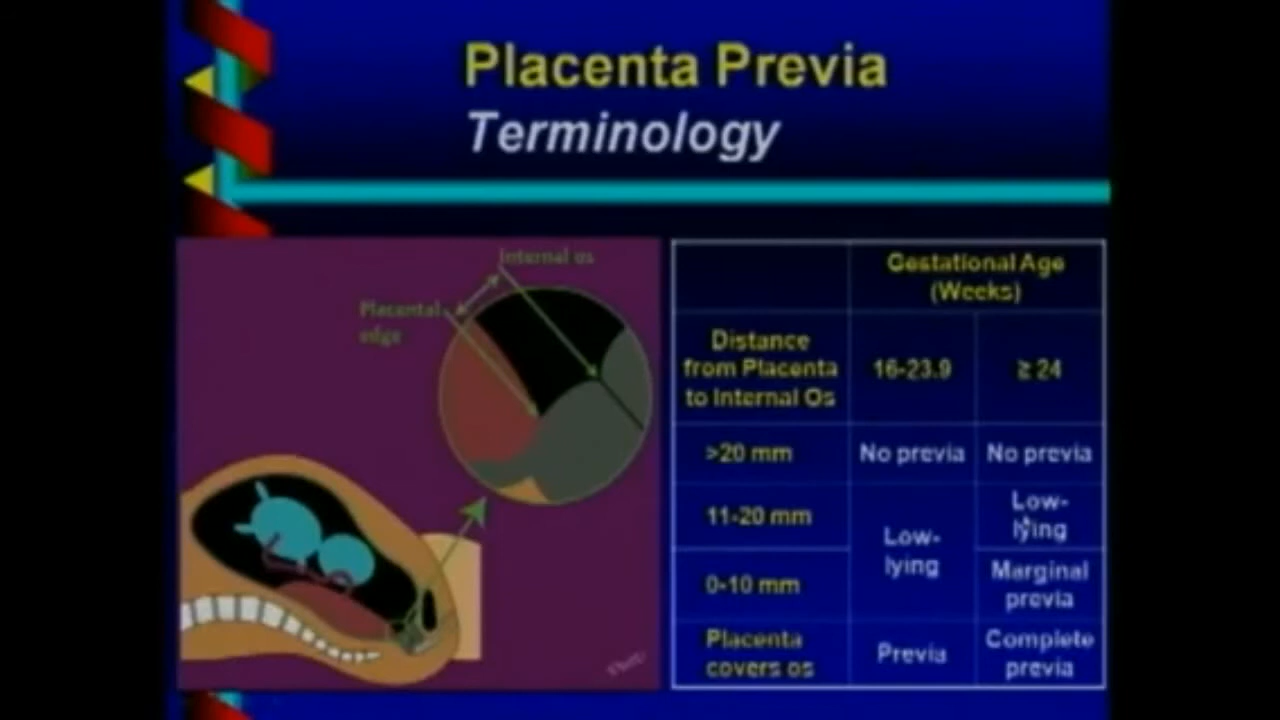 Placenta Previa
Terminology
Internal os
Placental
edge
Gestational Age
(Weeks)
Distance
from Placenta
to Internal Os
16-23.9
≥ 24
>20 mm
No previa
No previa
11-20 mm
Low-
lying
Low-
lying
0-10 mm
Marginal
previa
Placenta
covers os
Previa
Complete
previa